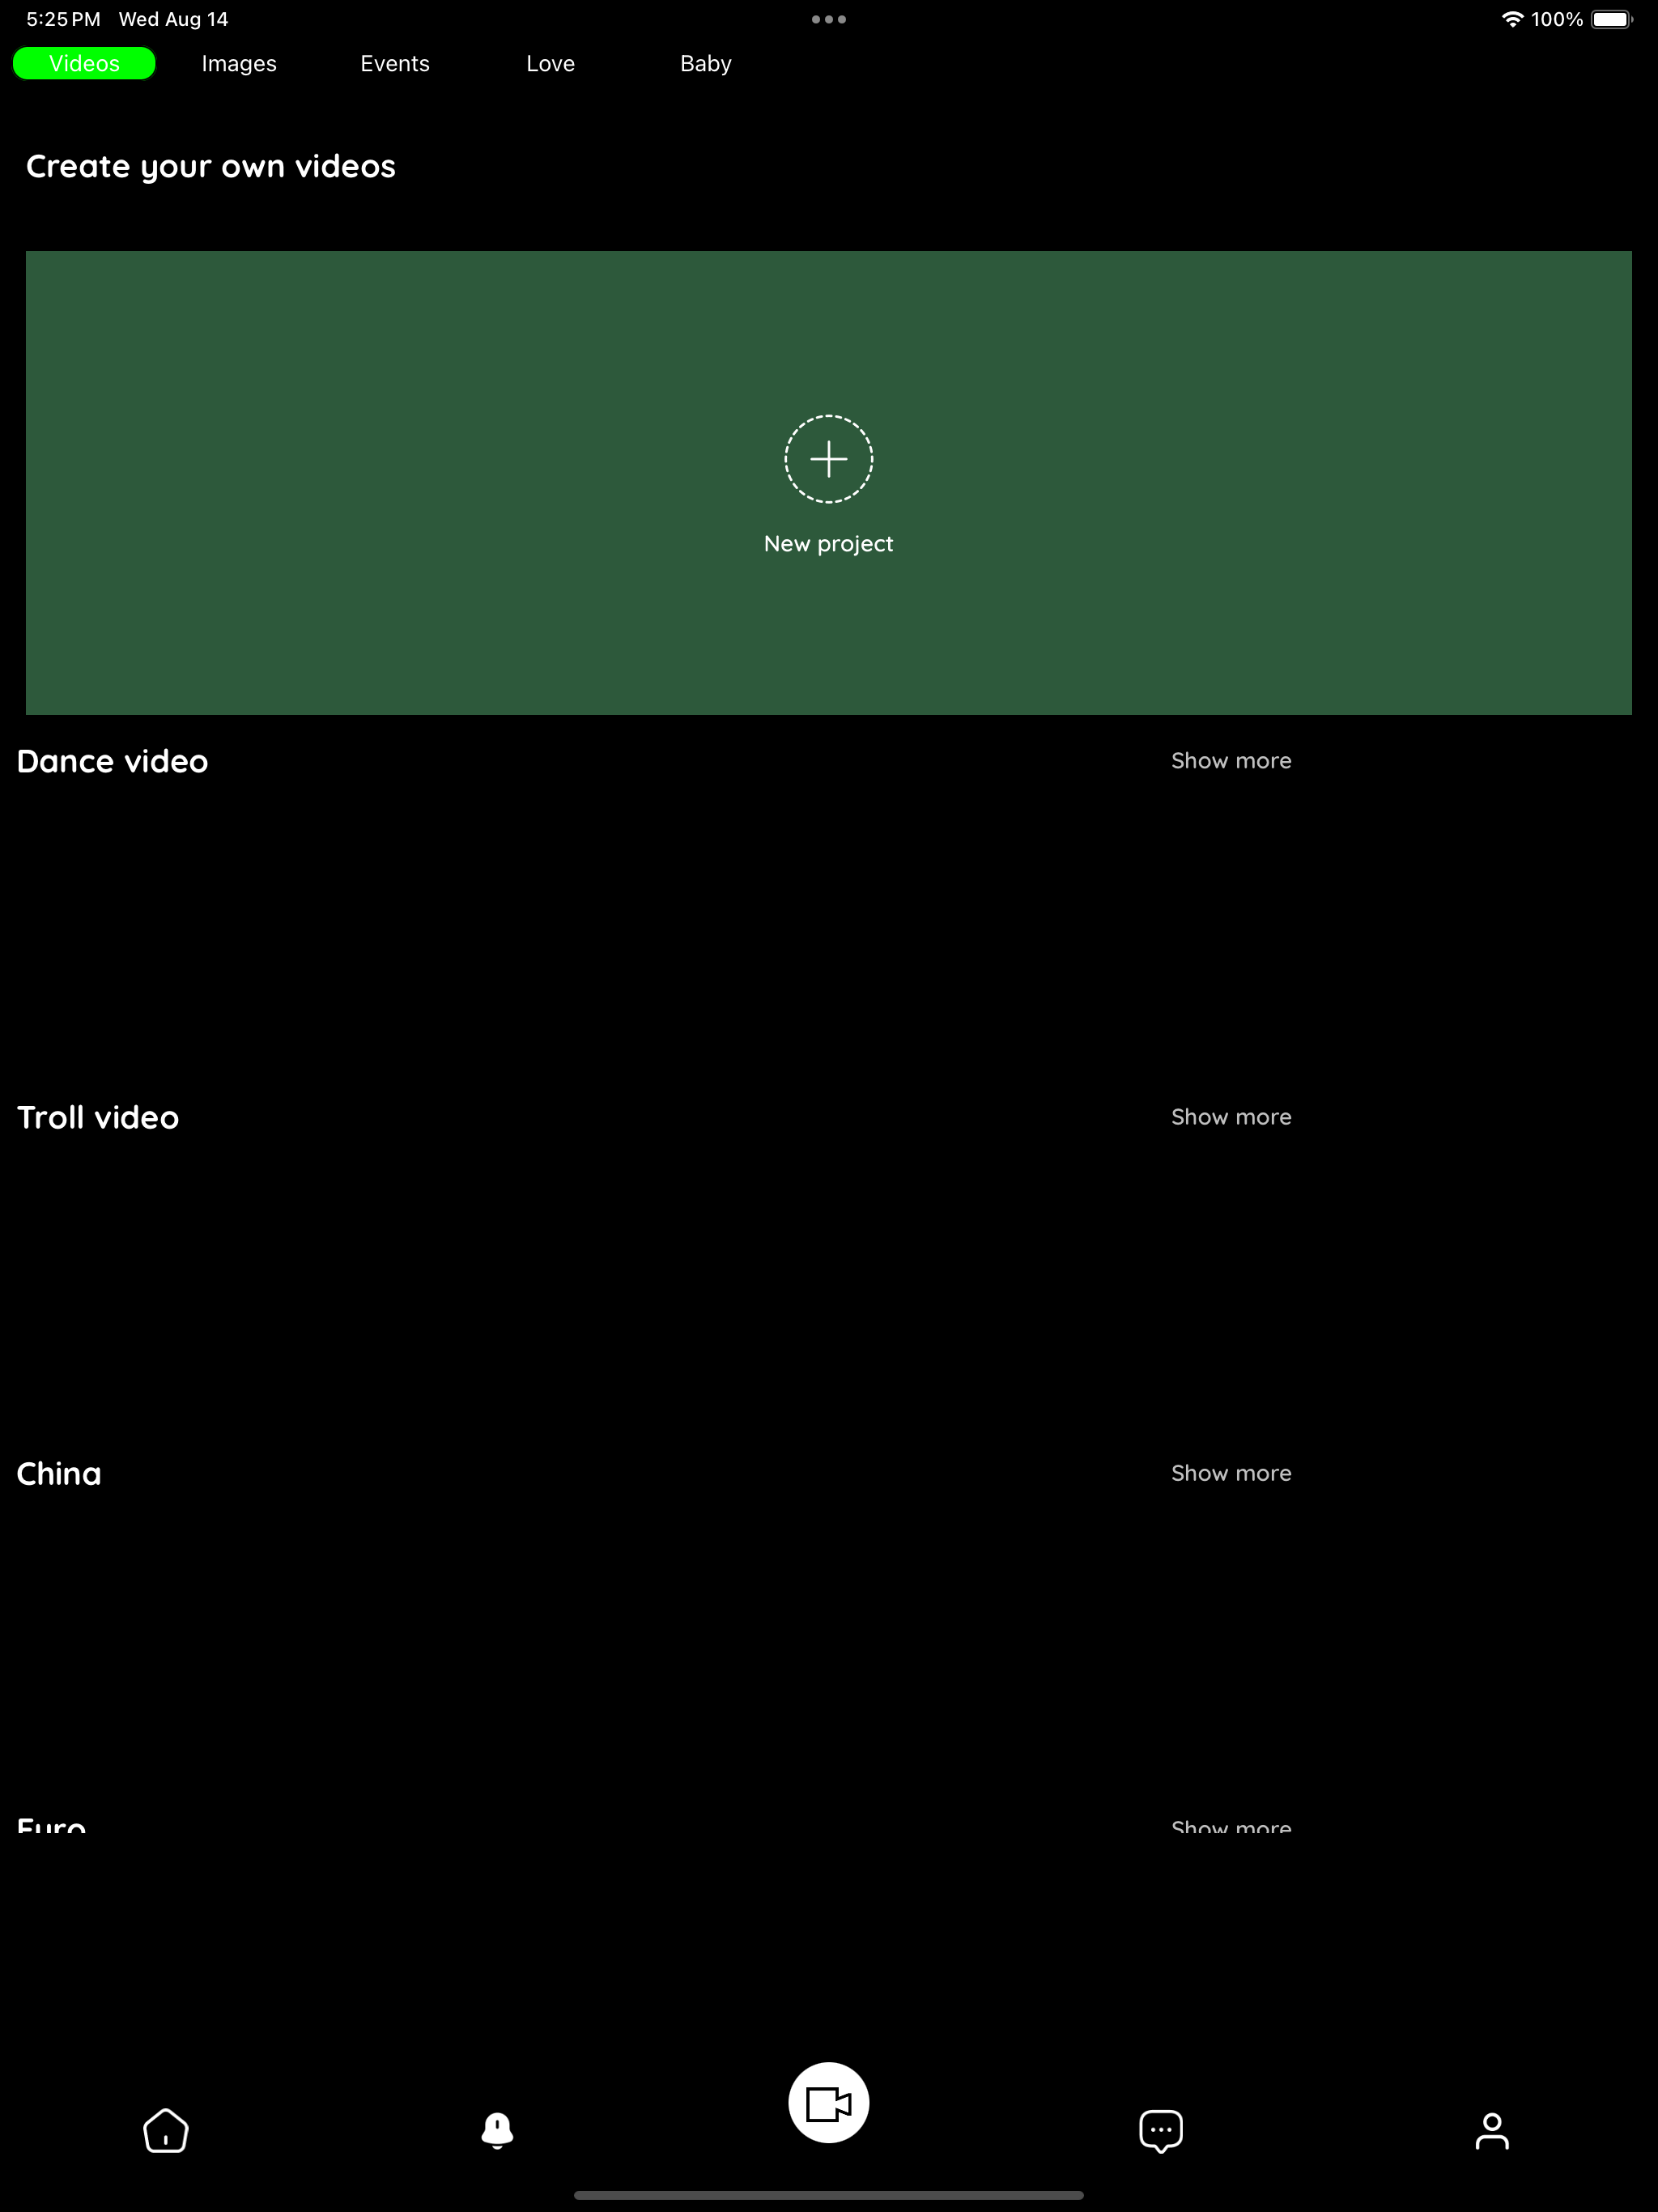 5:25 PM Wed Aug 14
100%
Videos Images Events Love Baby
Create your own videos
New project
Dance video Show more
Troll video Show more
China Show more
Euro Show more